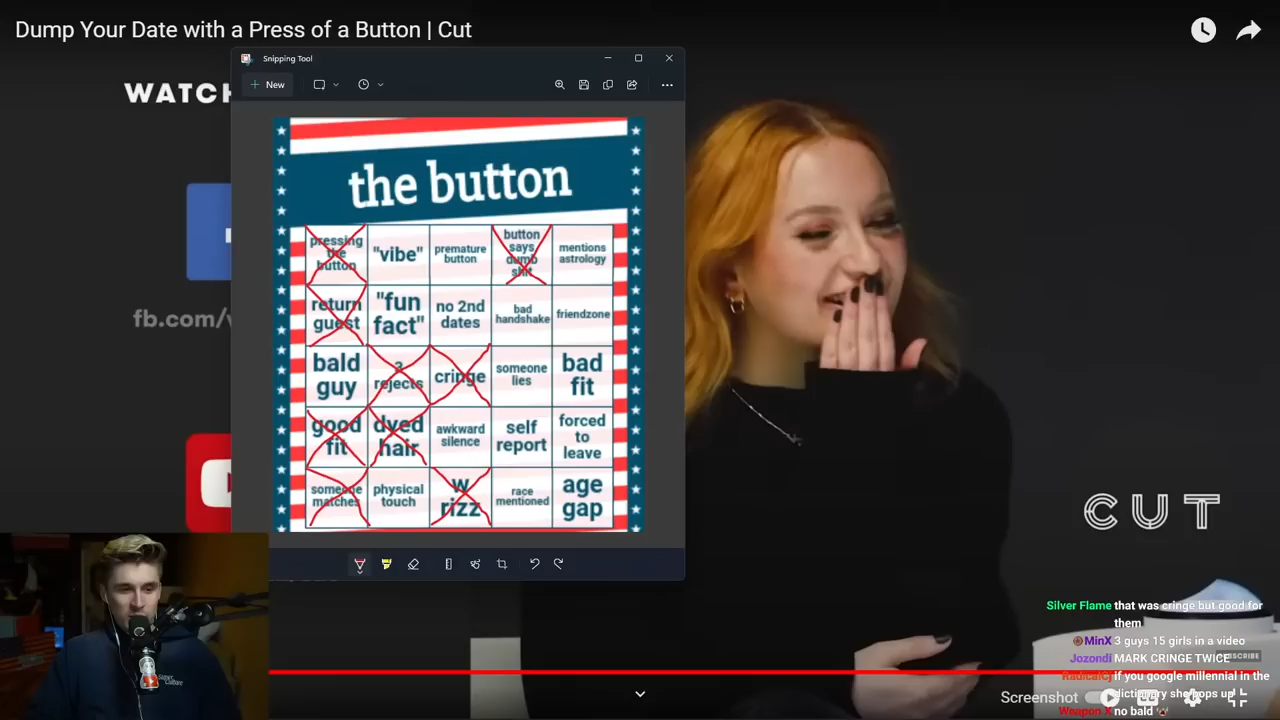 Dump Your Date with a Press of a Button | Cut
WATCH
Snipping Tool
New
the button
pressing
the
button
"vibe"
premature
button
button
says
dumb
shit
mentions
astrology
return
guest
"fun
fact"
no 2nd
dates
bad
handshake
friendzone
bald
guy
3
rejects
cringe
someone
lies
bad
fit
good
fit
dyed
hair
awkward
silence
self
report
forced
to
leave
someone
matches
physical
touch
w
rizz
race
mentioned
age
gap
fb.com/
CUT
Silver Flame that was cringe but good for
them
MinX 3 guys 15 girls in a video
Jozondi MARK CRINGE TWICE
SUBSCRIBE
RadicalCj if you google millennial in the
dictionary she pops up
Weapon X no bald
Screenshot